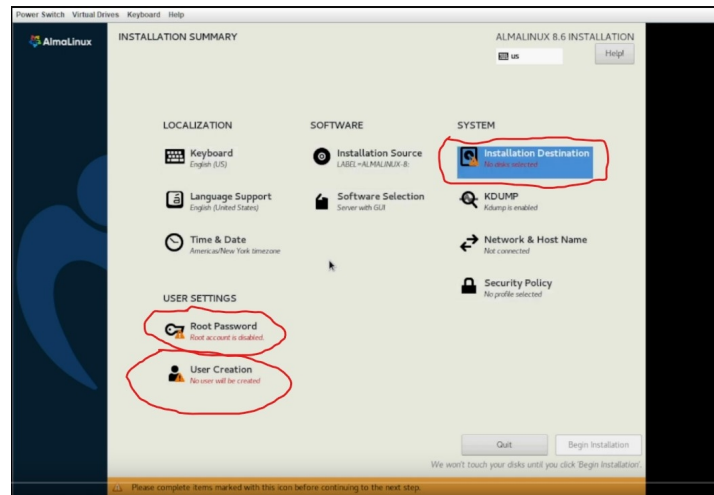 Power Switch Virtual Drives Keyboard Help
AlmaLinux
INSTALLATION SUMMARY
ALMALINUX 8.6 INSTALLATION
us
Help!
LOCALIZATION
SOFTWARE
SYSTEM
Keyboard
English (US)
Installation Source
LABEL=ALMALINUX-8:
Installation Destination
No disks selected
Language Support
English (United States)
Software Selection
Server with GUI
KDUMP
Kdump is enabled
Time & Date
Americas/New York timezone
Network & Host Name
Not connected
Security Policy
No profile selected
USER SETTINGS
Root Password
Root account is disabled.
User Creation
No user will be created
Quit
Begin Installation
We won't touch your disks until you click 'Begin Installation'.
Please complete items marked with this icon before continuing to the next step.